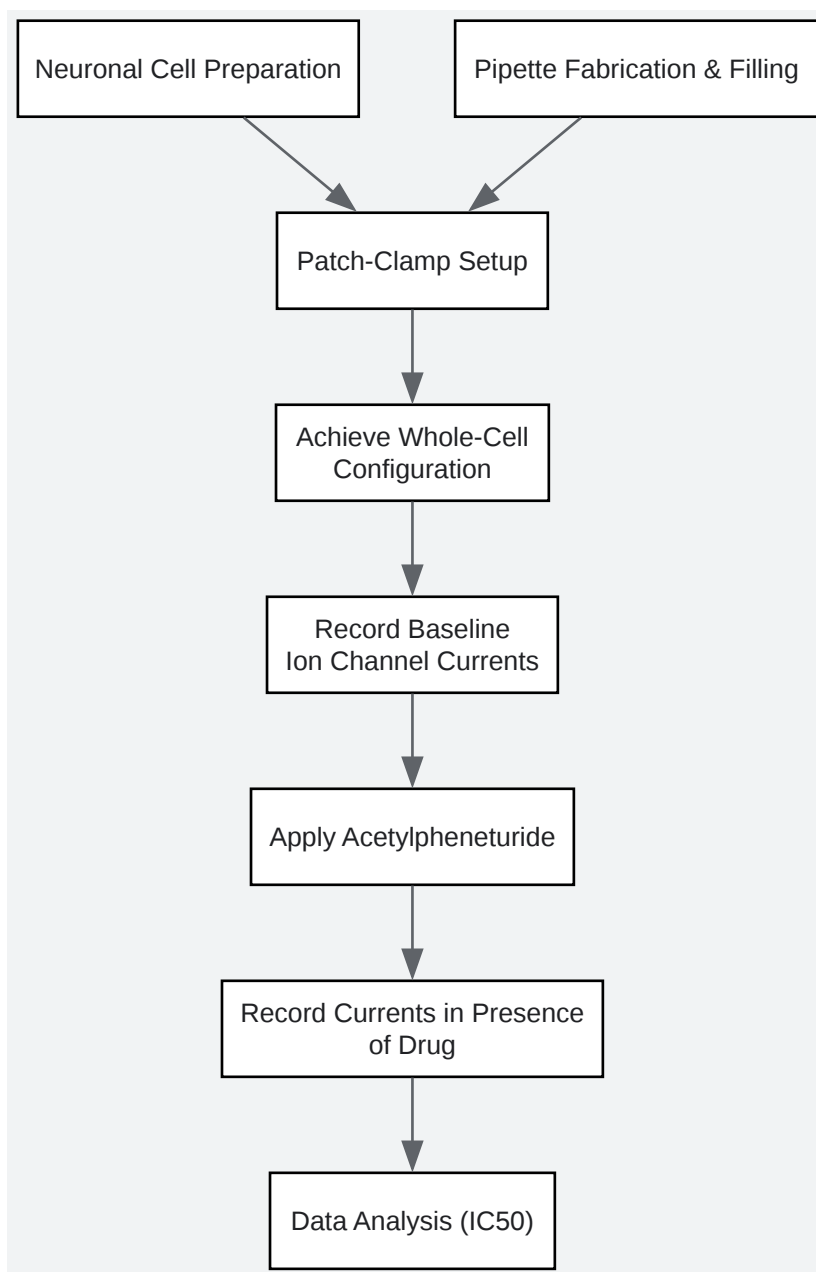 Neuronal Cell Preparation
Pipette Fabrication & Filling
Patch-Clamp Setup
Achieve Whole-Cell
Configuration
Record Baseline
Ion Channel Currents
Apply Acetylpheneturide
Record Currents in Presence
of Drug
Data Analysis (IC50)